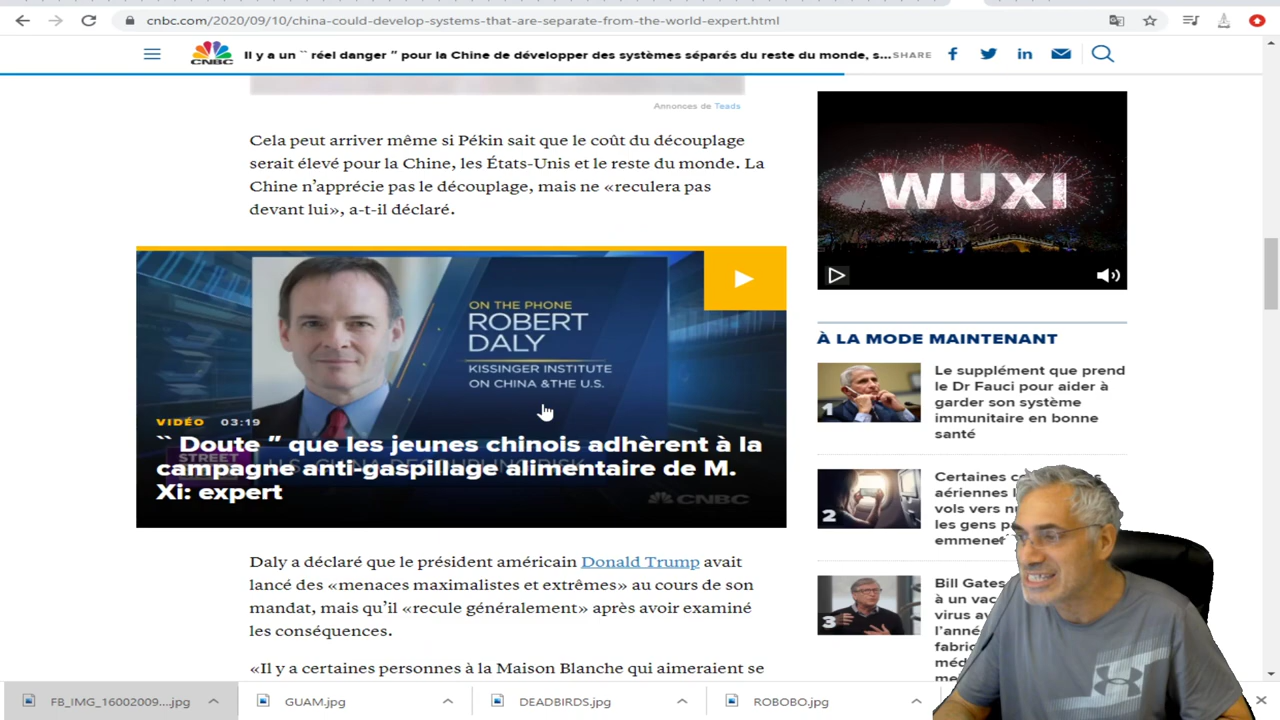 cnbc.com/2020/09/10/china-could-develop-systems-that-are-separate-from-the-world-expert.html
CNBC
Il y a un `` réel danger ” pour la Chine de développer des systèmes séparés du reste du monde, s...
SHARE
Annonces de Teads
Cela peut arriver même si Pékin sait que le coût du découplage
serait élevé pour la Chine, les États-Unis et le reste du monde. La
Chine n’apprécie pas le découplage, mais ne «reculera pas
devant lui», a-t-il déclaré.
ON THE PHONE
ROBERT
DALY
KISSINGER INSTITUTE
ON CHINA &THE U.S.
VIDÉO 03:19
`` Doute ” que les jeunes chinois adhèrent à la
campagne anti-gaspillage alimentaire de M.
Xi: expert
STREET
CNBC
Daly a déclaré que le président américain Donald Trump avait
lancé des «menaces maximalistes et extrêmes» au cours de son
mandat, mais qu’il «recule généralement» après avoir examiné
les conséquences.
«Il y a certaines personnes à la Maison Blanche qui aimeraient se
WUXI
À LA MODE MAINTENANT
1
Le supplément que prend
le Dr Fauci pour aider à
garder son système
immunitaire en bonne
santé
2
Certaines
aériennes
vols vers
les gens
emmener
3
Bill Gates
à un
virus
l’année
FB_IMG_16002009....jpg
GUAM.jpg
DEADBIRDS.jpg
ROBOBO.jpg